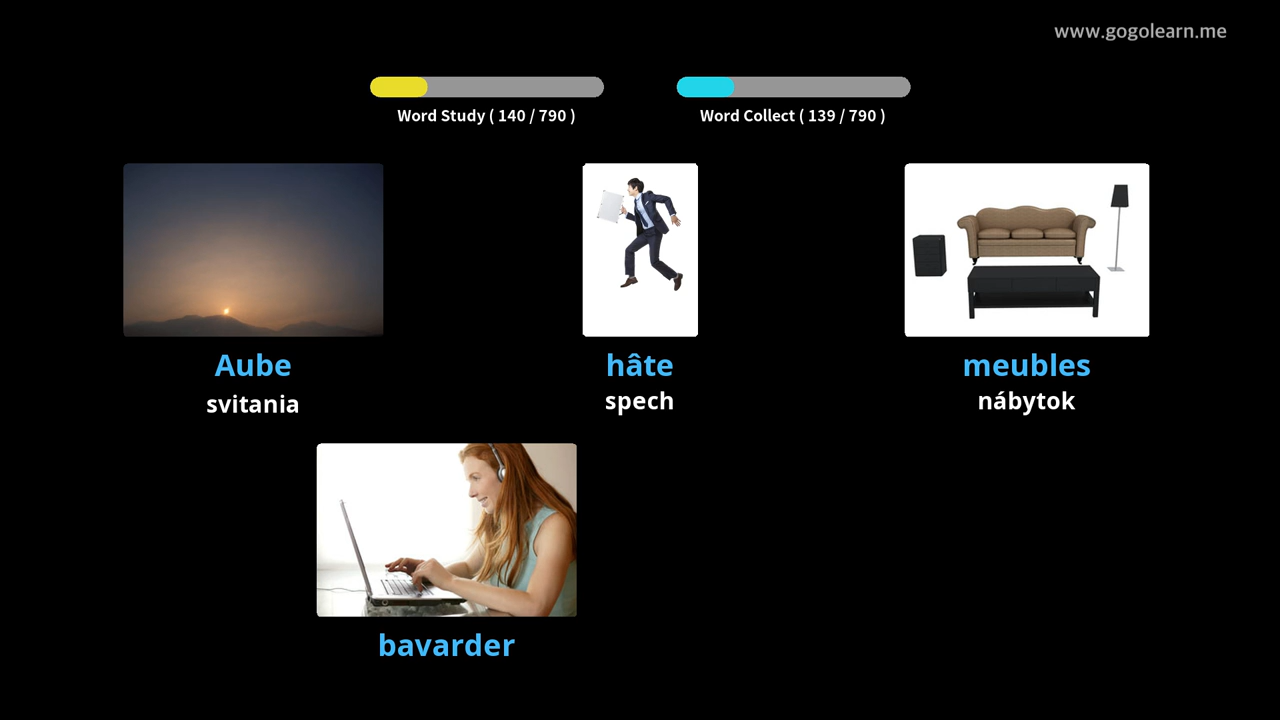 www.gogolearn.me
Word Study ( 140 / 790 )
Word Collect ( 139 / 790 )
Aube
svitania
hâte
spech
meubles
nábytok
bavarder